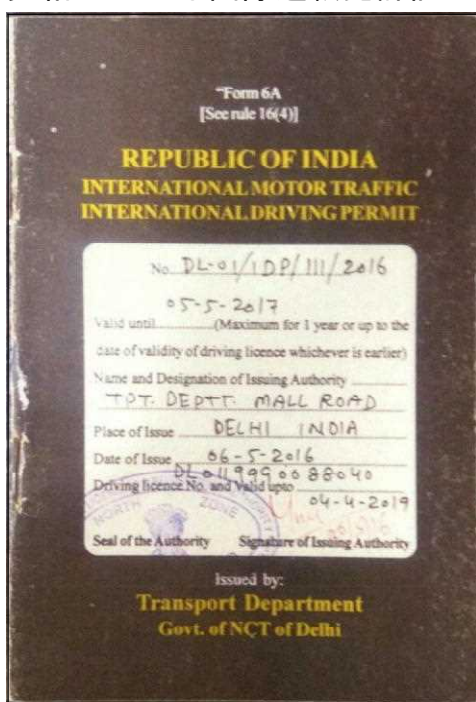 "Form 6A
[See rule 16(4)]
REPUBLIC OF INDIA
INTERNATIONAL MOTOR TRAFFIC
INTERNATIONAL DRIVING PERMIT
No. DL-01/IDP/111/2016
05-5-2017
Valid until..............(Maximum for 1 year or up to the
date of validity of driving licence whichever is earlier)
Name and Designation of Issuing Authority
TPT. DEPTT. MALL ROAD
Place of Issue DELHI INDIA
Date of Issue 06-5-2016
DL0119990088040
Driving licence No. and Valid upto 04-4-2019
NORTH ZONE
Seal of the Authority Signature of Issuing Authority
Issued by:
Transport Department
Govt. of NCT of Delhi